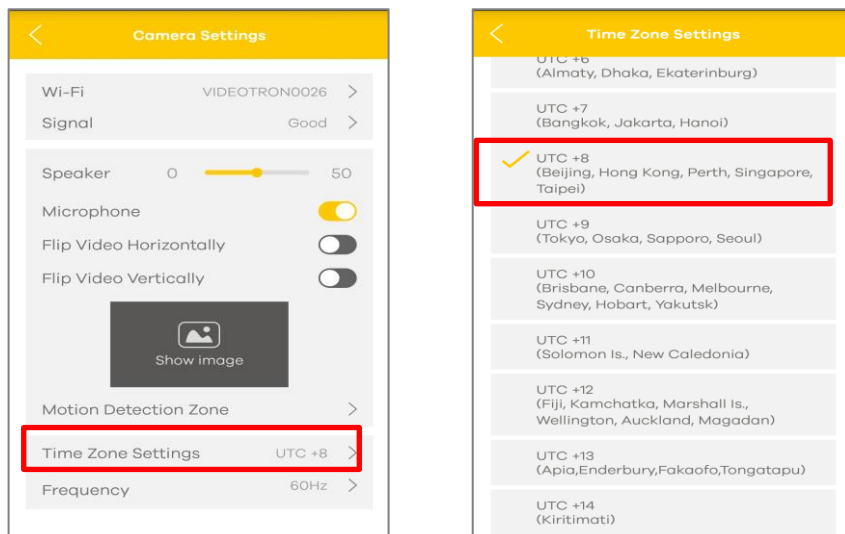 Camera Settings
Wi-Fi VIDEOTRON0026
Signal Good
Speaker 0 50
Microphone
Flip Video Horizontally
Flip Video Vertically
Show image
Motion Detection Zone
Time Zone Settings UTC +8
Frequency 60Hz
Time Zone Settings
UTC +6
(Almaty, Dhaka, Ekaterinburg)
UTC +7
(Bangkok, Jakarta, Hanoi)
UTC +8
(Beijing, Hong Kong, Perth, Singapore,
Taipei)
UTC +9
(Tokyo, Osaka, Sapporo, Seoul)
UTC +10
(Brisbane, Canberra, Melbourne,
Sydney, Hobart, Yakutsk)
UTC +11
(Solomon Is., New Caledonia)
UTC +12
(Fiji, Kamchatka, Marshall Is.,
Wellington, Auckland, Magadan)
UTC +13
(Apia,Enderbury,Fakaofo,Tongatapu)
UTC +14
(Kiritimati)